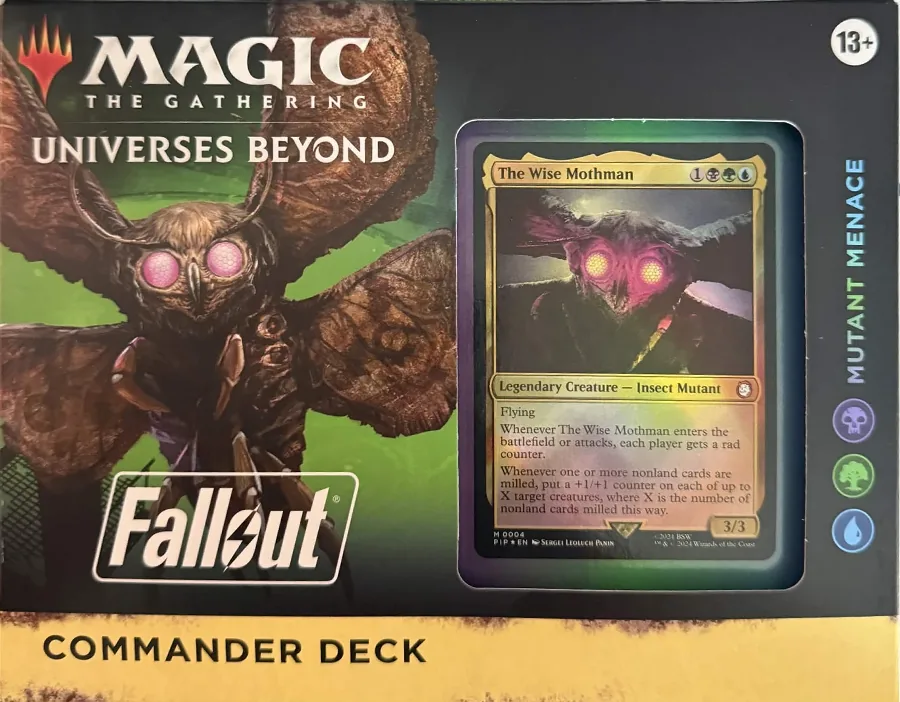 MAGIC
THE GATHERING
UNIVERSES BEYOND
13+
The Wise Mothman
1
Legendary Creature — Insect Mutant
Flying
Whenever The Wise Mothman enters the
battlefield or attacks, each player gets a rad
counter.
Whenever one or more nonland cards are
milled, put a +1/+1 counter on each of up to
X target creatures, where X is the number of
nonland cards milled this way.
3/3
M 0004
PIP ★ EN Sergei Leoluch Panin
©2024 BSW
™ & © 2024 Wizards of the Coast
MUTANT MENACE
Fallout®
COMMANDER DECK